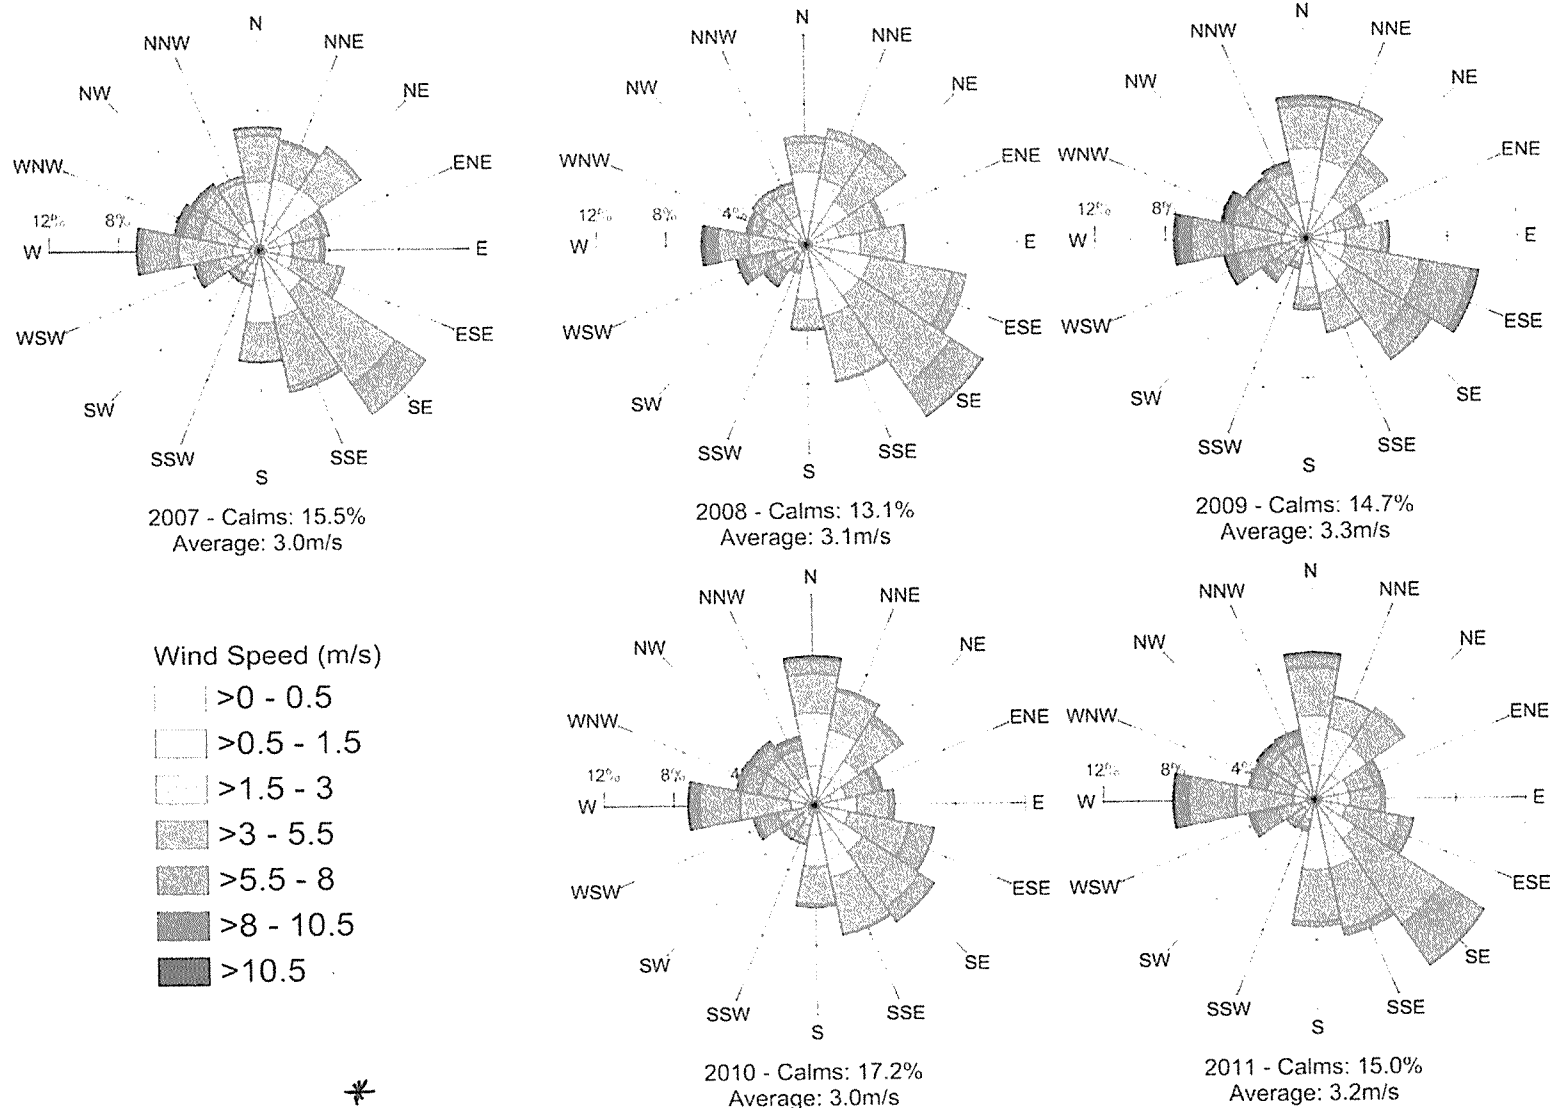 N
NNW NNE
NW NE
WNW ENE
12% 8%
W E
WSW ESE
SW SE
SSW SSE
S
2007 - Calms: 15.5%
Average: 3.0m/s
N
NNW NNE
NW NE
WNW ENE
12% 8% 4%
W E
WSW ESE
SW SE
SSW SSE
S
2008 - Calms: 13.1%
Average: 3.1m/s
N
NNW NNE
NW NE
WNW ENE
12% 8%
W E
WSW ESE
SW SE
SSW SSE
S
2009 - Calms: 14.7%
Average: 3.3m/s
Wind Speed (m/s)
>0 - 0.5
>0.5 - 1.5
>1.5 - 3
>3 - 5.5
>5.5 - 8
>8 - 10.5
>10.5
N
NNW NNE
NW NE
WNW ENE
12% 8% 4
W E
WSW ESE
SW SE
SSW SSE
S
2010 - Calms: 17.2%
Average: 3.0m/s
N
NNW NNE
NW NE
WNW ENE
12% 8% 4%
W E
WSW ESE
SW SE
SSW SSE
S
2011 - Calms: 15.0%
Average: 3.2m/s